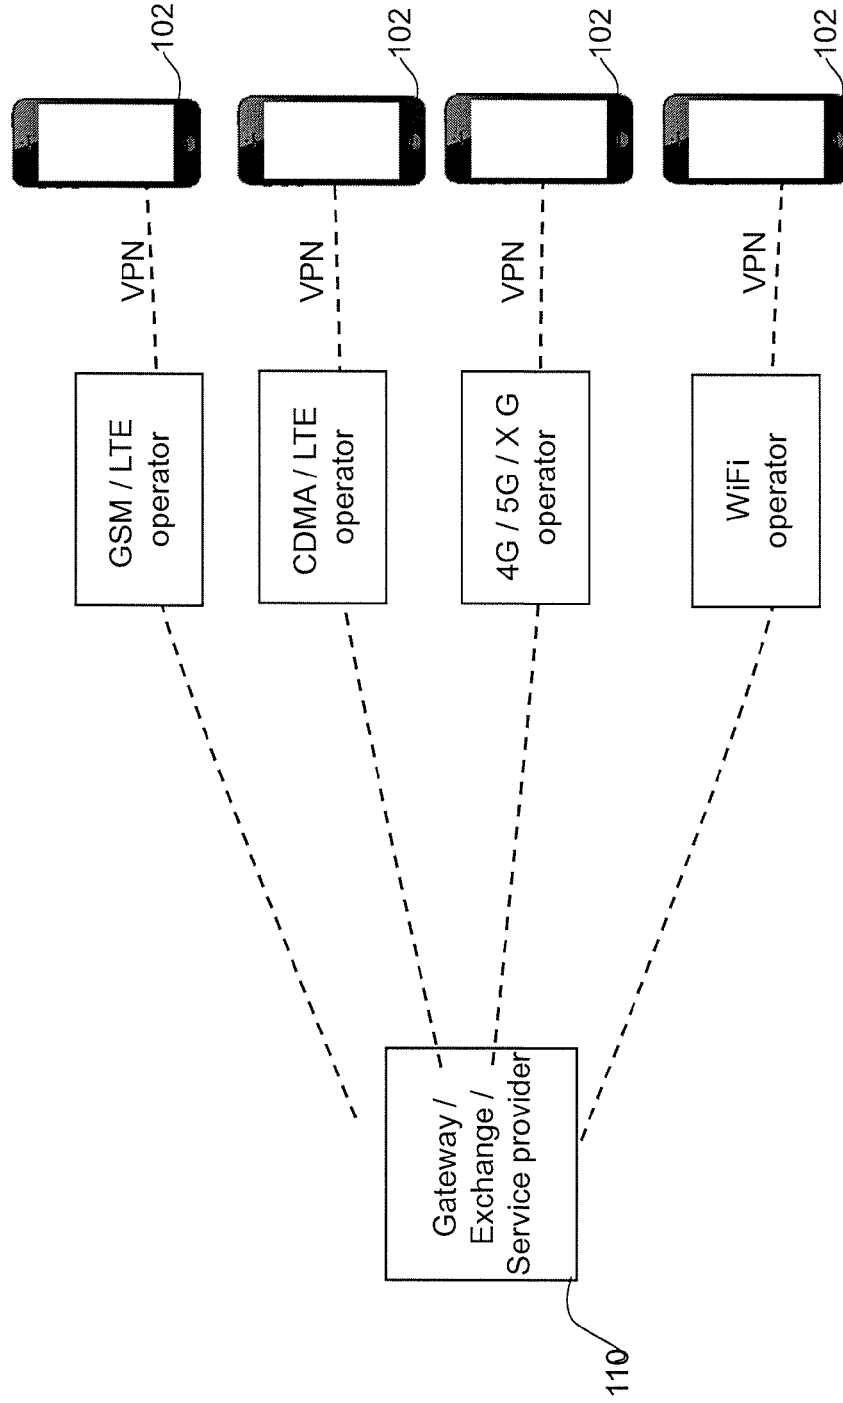 102
VPN
GSM / LTE
operator
102
VPN
CDMA / LTE
operator
102
VPN
4G / 5G / X G
operator
102
VPN
WiFi
operator
Gateway /
Exchange /
Service provider
110